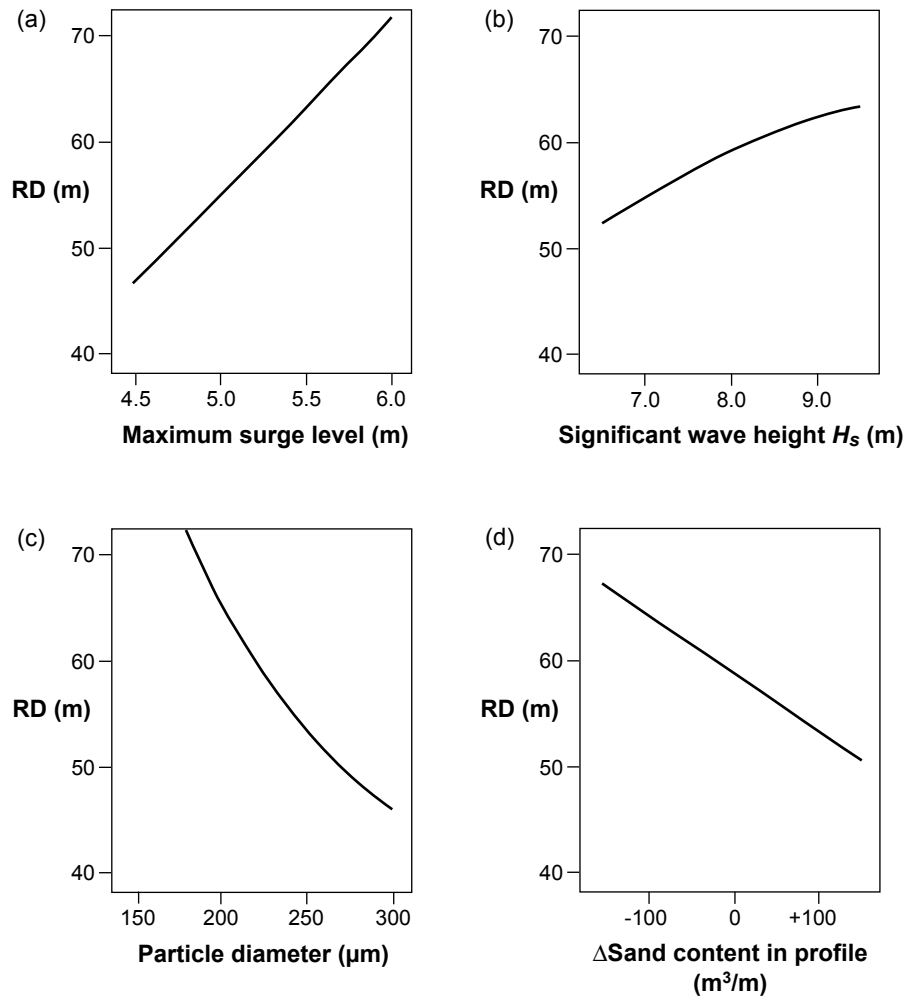 (a)
70
60
RD (m)
50
40
4.5 5.0 5.5 6.0
Maximum surge level (m)
(b)
70
60
RD (m)
50
40
7.0 8.0 9.0
Significant wave height Hs (m)
(c)
70
60
RD (m)
50
40
150 200 250 300
Particle diameter (µm)
(d)
70
60
RD (m)
50
40
-100 0 +100
ΔSand content in profile
(m³/m)